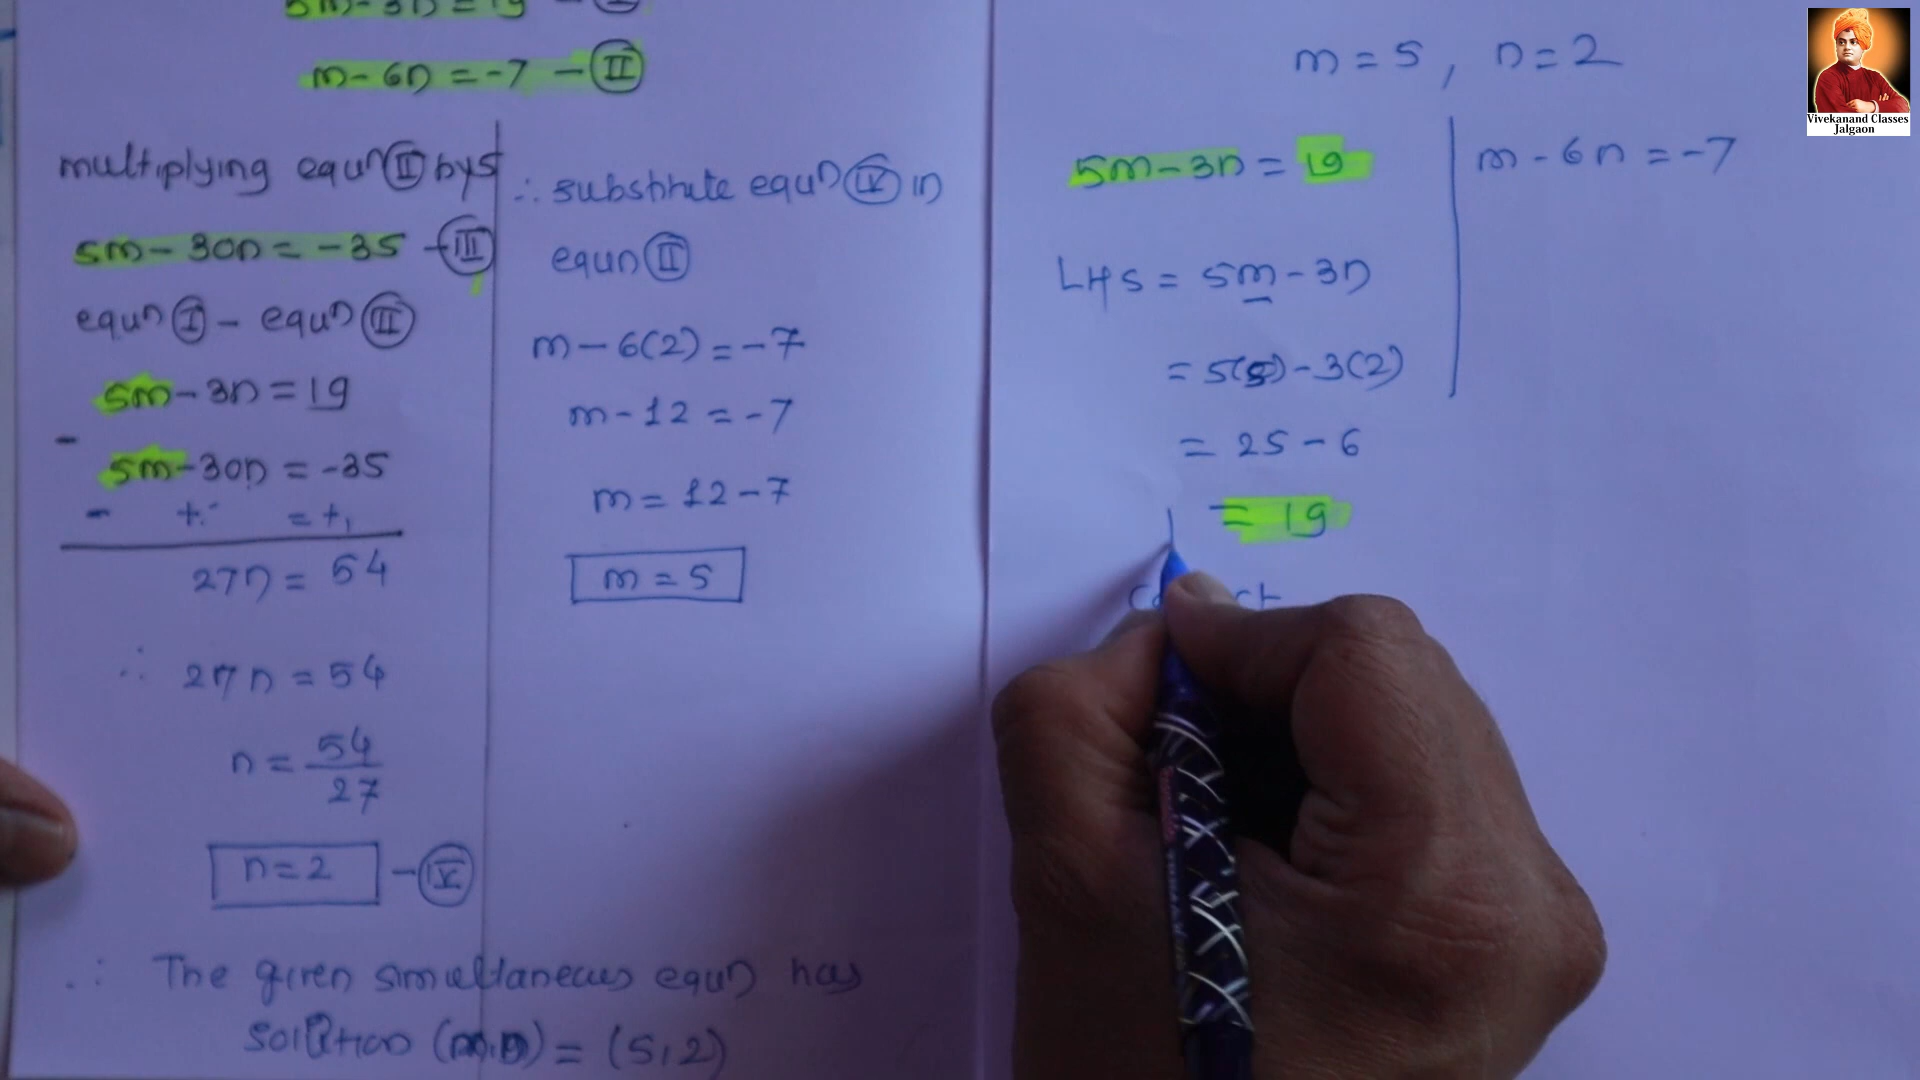 5m-3n=19 - I
m-6n=-7 - II
multiplying equn II by 5
5m-30n=-35 - III
equn I - equn III
5m-3n=19
-
5m-30n=-35
- + =+
27n=54
∴ 27n=54
n=54/27
n=2 - IV
∴ substitute equn IV in
equn II
m-6(2)=-7
m-12=-7
m=12-7
m=5
∴ The given simultaneous equn has
solution (m,n)=(5,2)
m=5, n=2
5m-3n=19
LHS=5m-3n
=5(5)-3(2)
=25-6
=19
m-6n=-7
Vivekanand Classes
Jalgaon